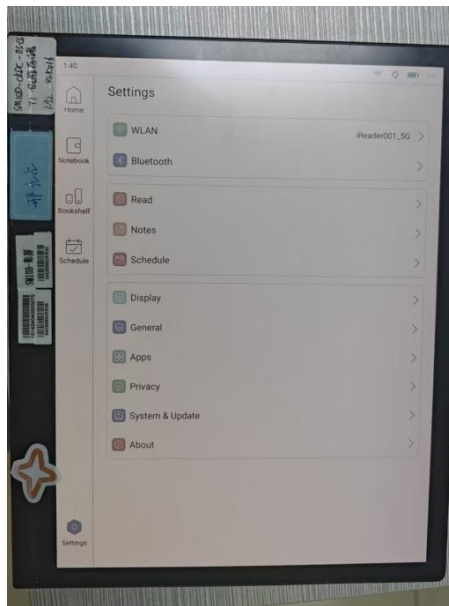 1:40
Settings
Home
Notebook
Bookshelf
Schedule
Settings
WLAN
iReader001_5G
Bluetooth
Read
Notes
Schedule
Display
General
Apps
Privacy
System & Update
About